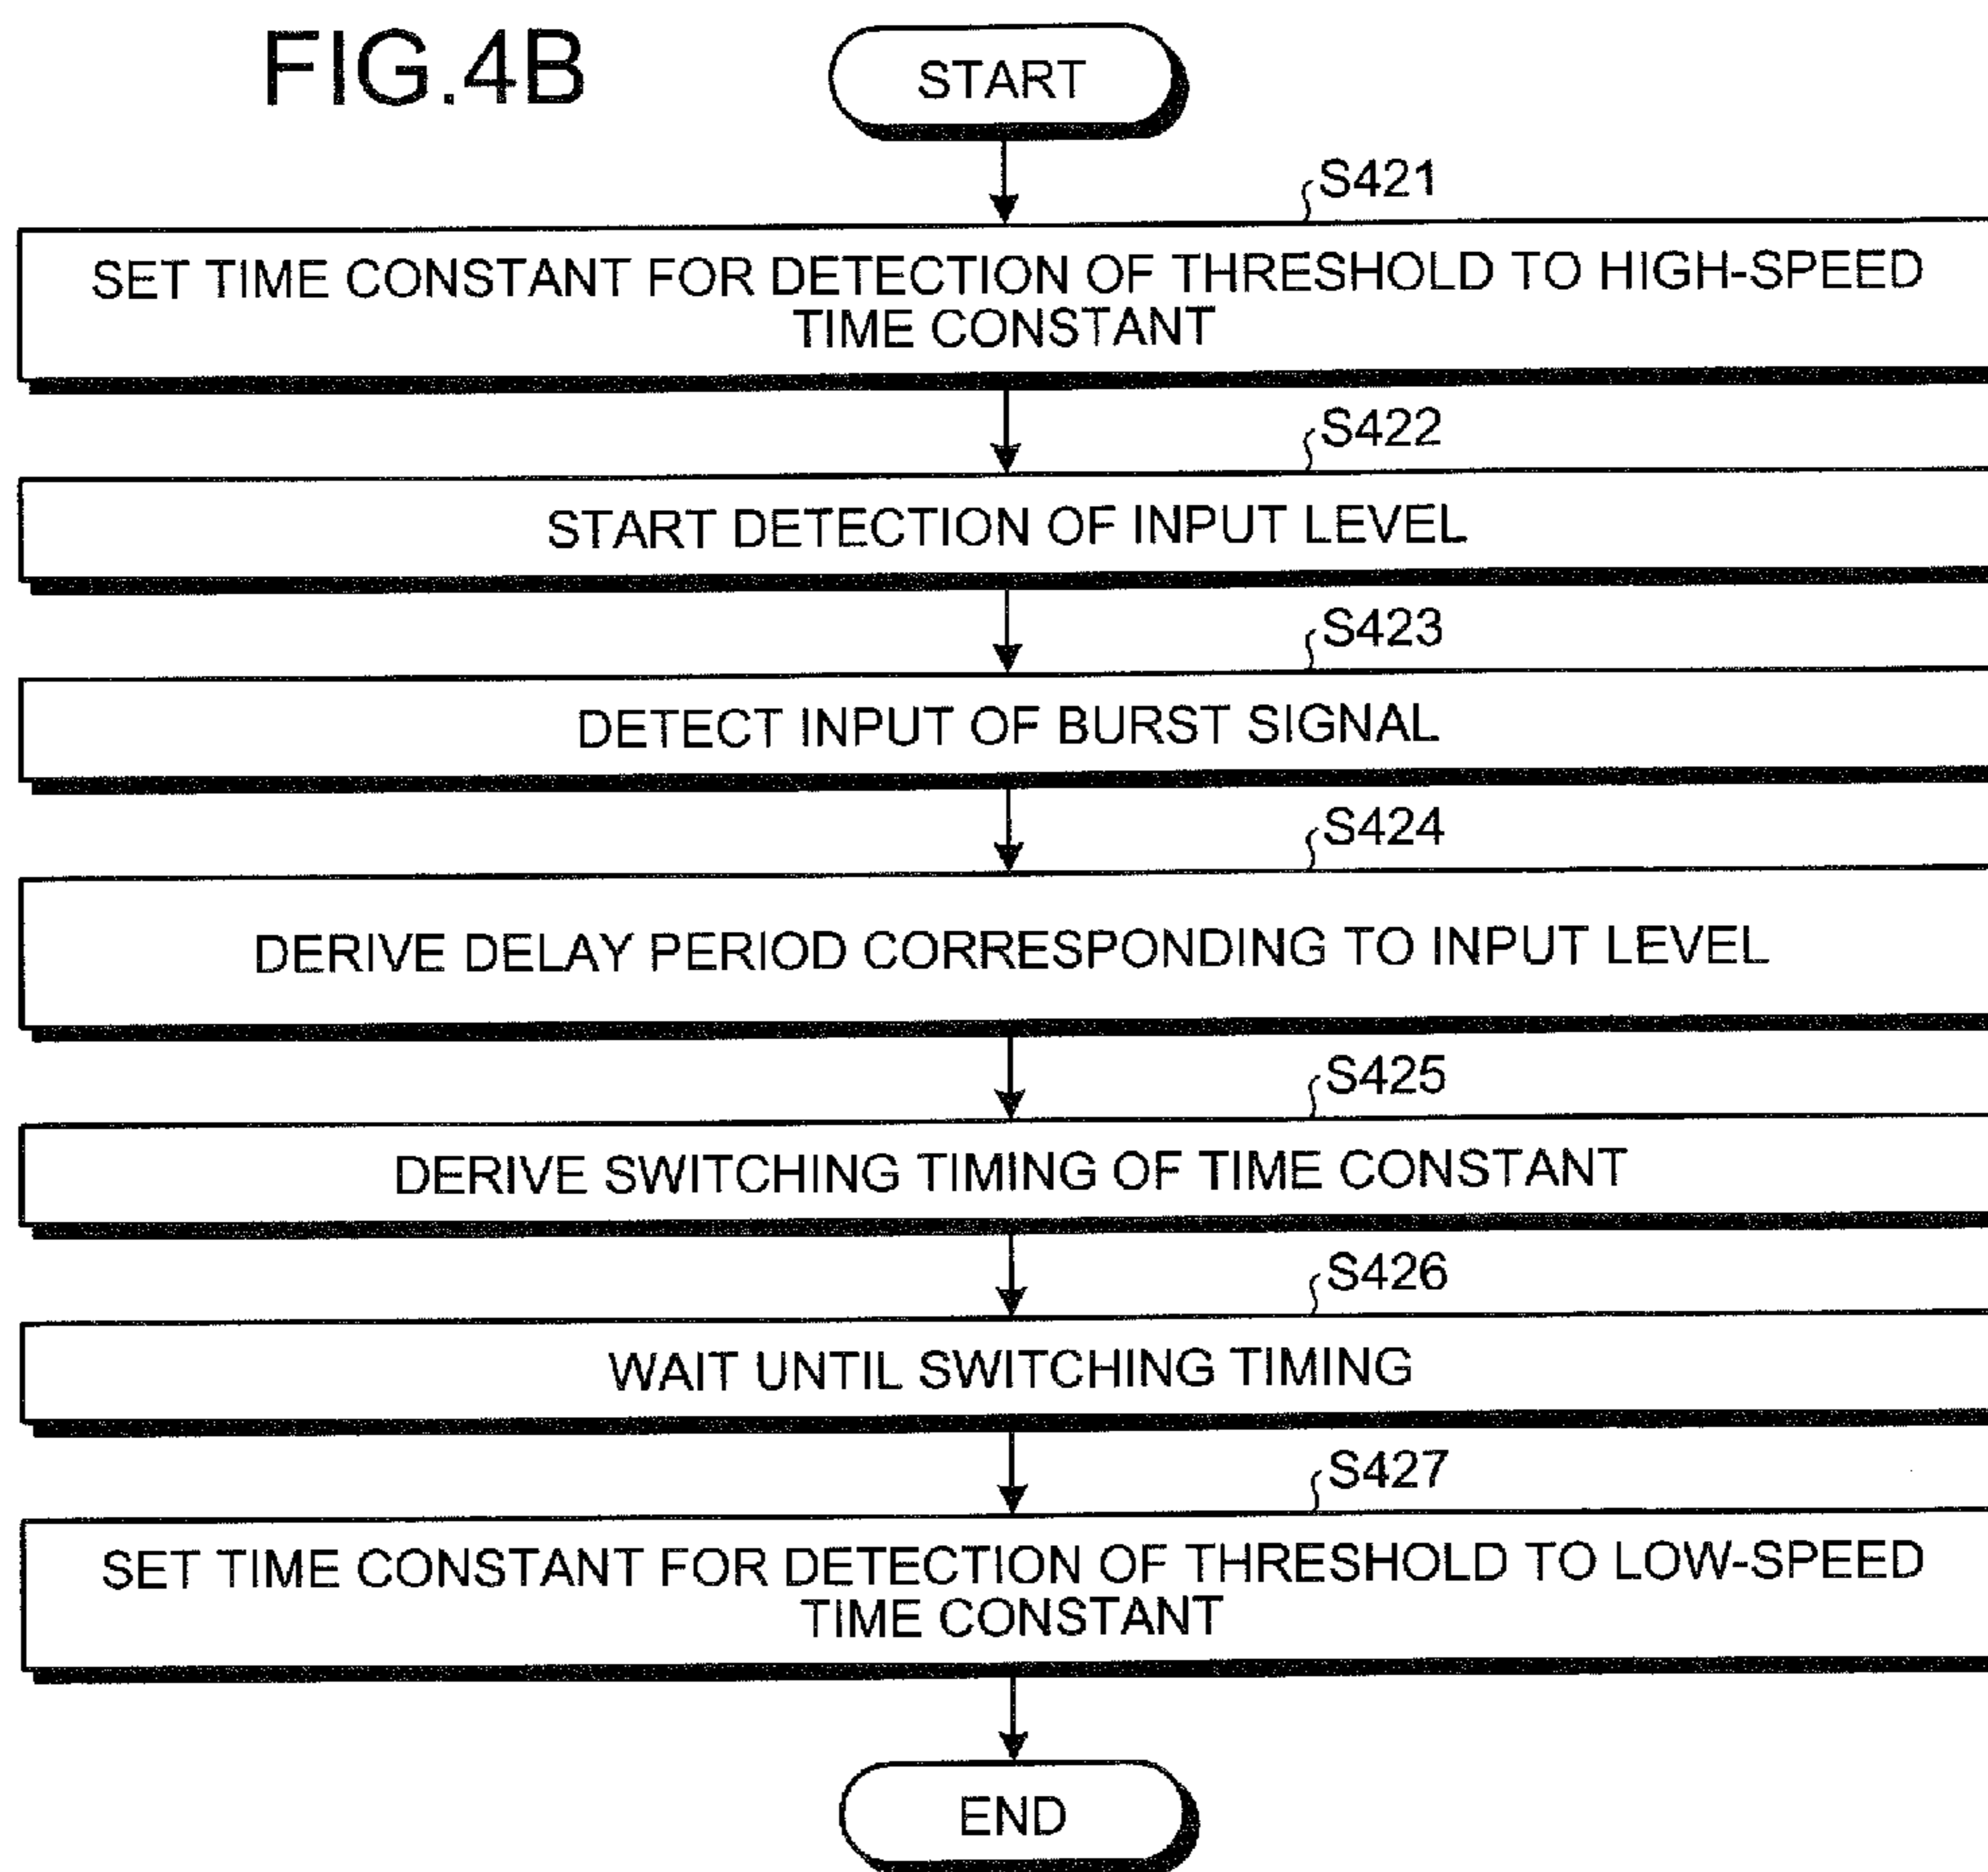 FIG.4B
START
S421
SET TIME CONSTANT FOR DETECTION OF THRESHOLD TO HIGH-SPEED
TIME CONSTANT
S422
START DETECTION OF INPUT LEVEL
S423
DETECT INPUT OF BURST SIGNAL
S424
DERIVE DELAY PERIOD CORRESPONDING TO INPUT LEVEL
S425
DERIVE SWITCHING TIMING OF TIME CONSTANT
S426
WAIT UNTIL SWITCHING TIMING
S427
SET TIME CONSTANT FOR DETECTION OF THRESHOLD TO LOW-SPEED
TIME CONSTANT
END